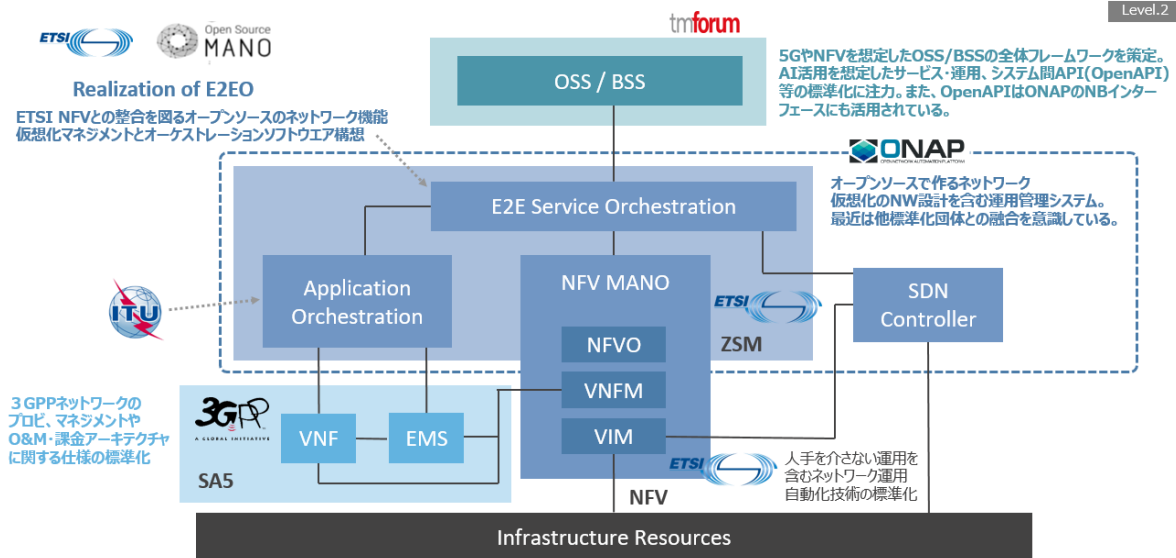 Level.2
ETSI
Open Source
MANO
tmforum
Realization of E2EO
ETSI NFVとの整合を図るオープンソースのネットワーク機能
仮想化マネジメントとオーケストレーションソフトウエア構想
OSS / BSS
5GやNFVを想定したOSS/BSSの全体フレームワークを策定。
AI活用を想定したサービス・運用、システム間API(OpenAPI)
等の標準化に注力。また、OpenAPIはONAPのNBインター
フェースにも活用されている。
ONAP
OPEN NETWORK AUTOMATION PLATFORM
オープンソースで作るネットワーク
仮想化のNW設計を含む運用管理システム。
最近は他標準化団体との融合を意識している。
E2E Service Orchestration
ITU
Application
Orchestration
NFV MANO
ETSI
ZSM
SDN
Controller
NFVO
VNFM
VIM
3GPPネットワークの
プロビ、マネジメントや
O&M・課金アーキテクチャ
に関する仕様の標準化
3GPP
A GLOBAL INITIATIVE
VNF
EMS
SA5
ETSI
人手を介さない運用を
含むネットワーク運用
自動化技術の標準化
NFV
Infrastructure Resources